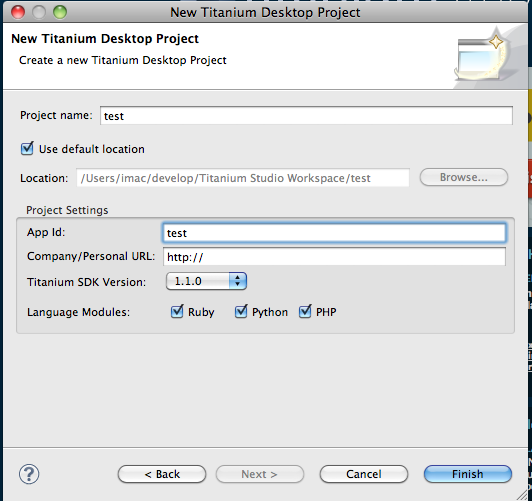 New Titanium Desktop Project
New Titanium Desktop Project
Create a new Titanium Desktop Project
Project name: test
Use default location
Location: /Users/imac/develop/Titanium Studio Workspace/test Browse...
Project Settings
App Id: test
Company/Personal URL: http://
Titanium SDK Version: 1.1.0
Language Modules: Ruby Python PHP
? < Back Next > Cancel Finish